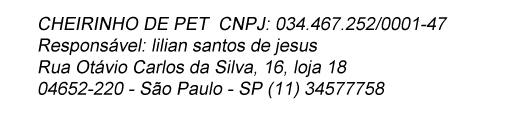 CHEIRINHO DE PET CNPJ: 034.467.252/0001-47
Responsável: lilian santos de jesus
Rua Otávio Carlos da Silva, 16, loja 18
04652-220 - São Paulo - SP (11) 34577758